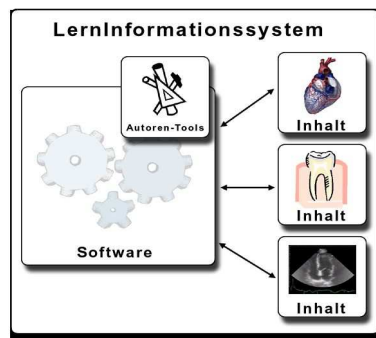 LernInformationssystem
Autoren-Tools
Software
Inhalt
Inhalt
Inhalt